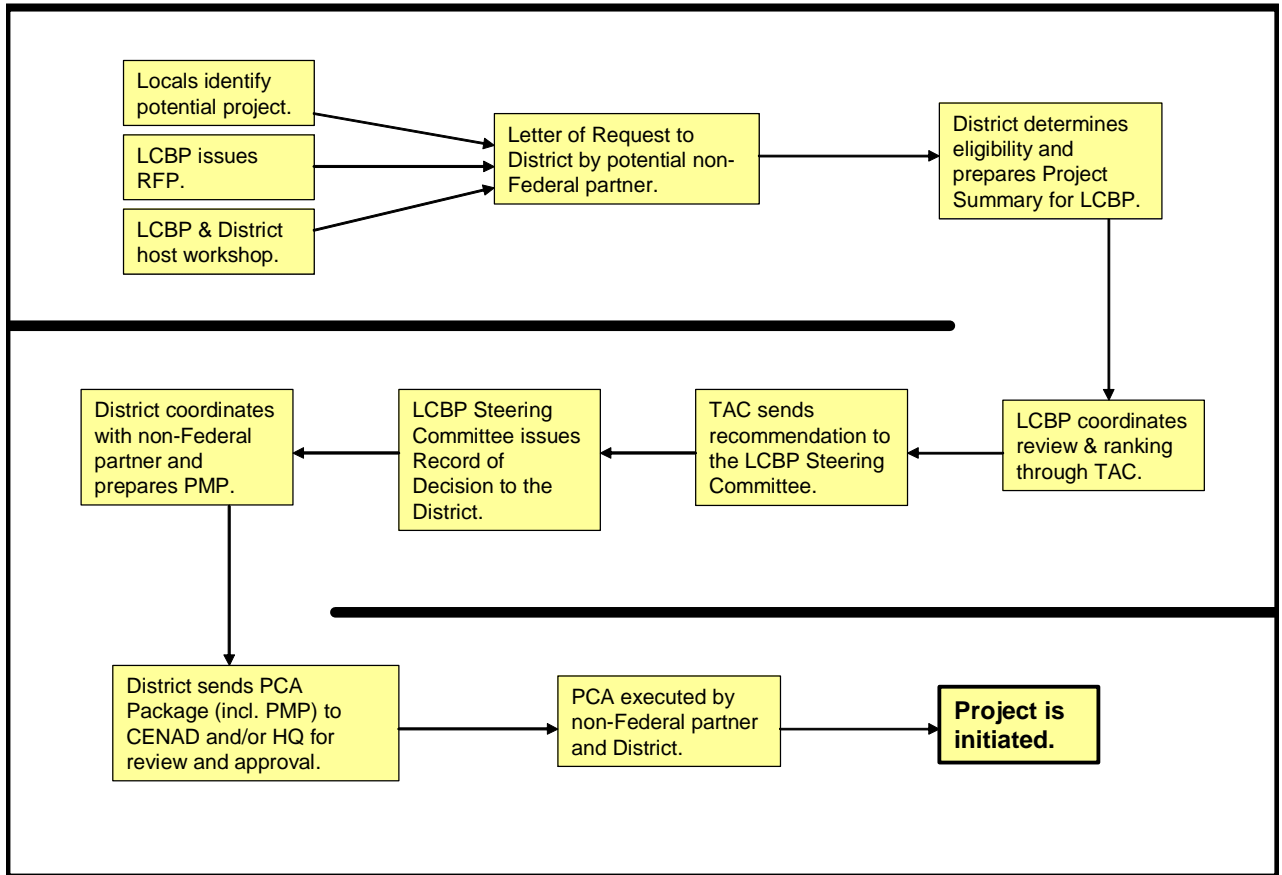 Locals identify
potential project.
LCBP issues
RFP.
LCBP & District
host workshop.
Letter of Request to
District by potential non-
Federal partner.
District determines
eligibility and
prepares Project
Summary for LCBP.
LCBP coordinates
review & ranking
through TAC.
TAC sends
recommendation to
the LCBP Steering
Committee.
LCBP Steering
Committee issues
Record of
Decision to the
District.
District coordinates
with non-Federal
partner and
prepares PMP.
District sends PCA
Package (incl. PMP) to
CENAD and/or HQ for
review and approval.
PCA executed by
non-Federal partner
and District.
Project is
initiated.